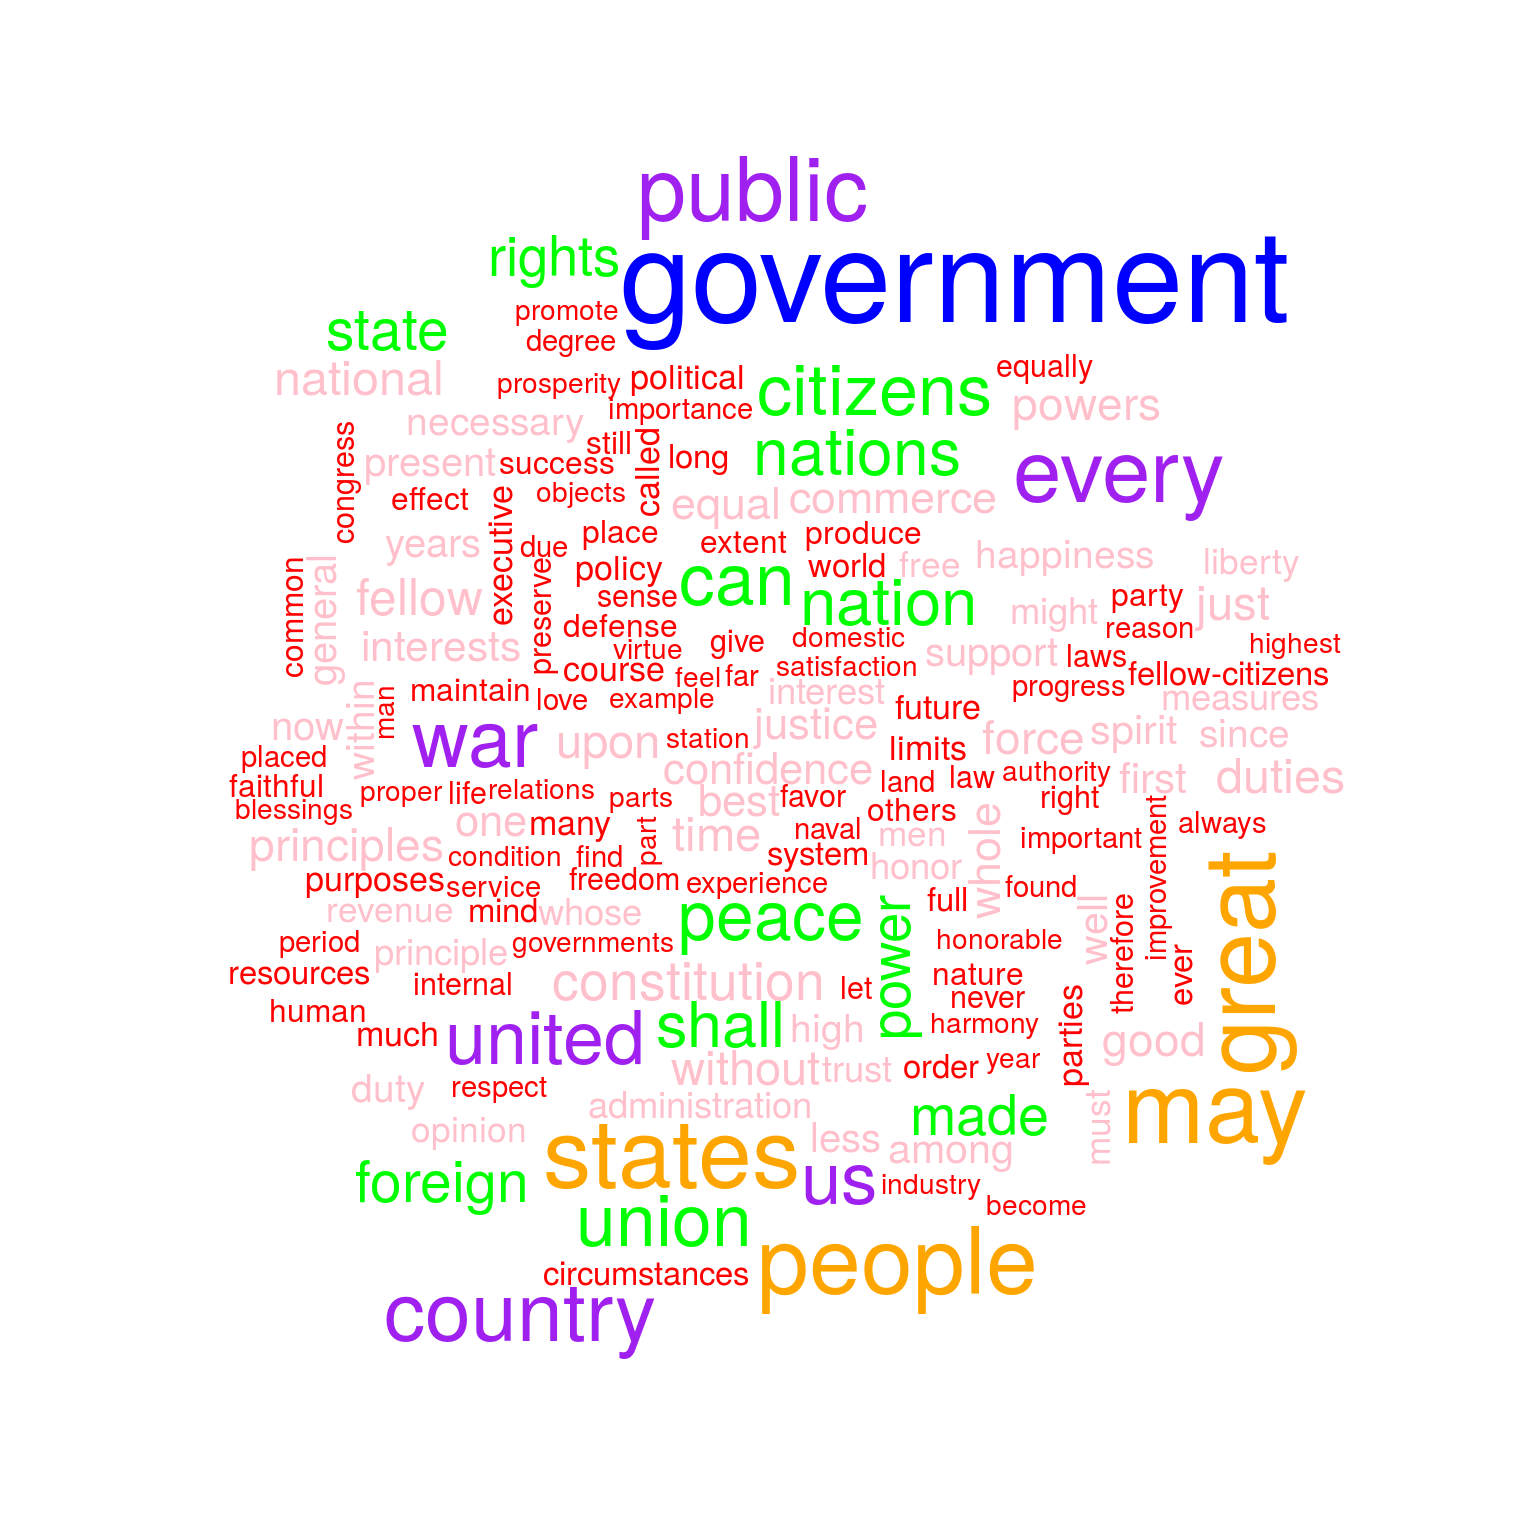 public
rights
government
promote
state
degree
national
prosperity
political
citizens
equally
importance
powers
necessary
still
called
long
nations
every
congress
present
success
effect
objects
equal
commerce
executive
years
due
place
extent
produce
common
general
policy
can
world
free
happiness
liberty
preserve
fellow
sense
nation
might
party
just
defense
reason
interests
virtue
give
domestic
support
laws
highest
course
feel
far
satisfaction
fellow-citizens
within
man
maintain
love
example
interest
progress
measures
now
war
upon
station
justice
future
force
spirit
since
placed
limits
faithful
confidence
land
law
authority
first
duties
blessings
proper
life
relations
parts
best
favor
others
right
principles
one
many
part
time
naval
men
whole
important
improvement
always
condition
find
system
honor
purposes
service
freedom
experience
full
found
great
revenue
mind
whose
peace
power
well
therefore
period
principle
governments
honorable
ever
resources
internal
constitution
let
nature
human
never
much
united
shall
high
harmony
parties
good
without
trust
order
year
duty
respect
administration
made
must
may
opinion
states
less
among
foreign
us
industry
union
become
circumstances
people
country